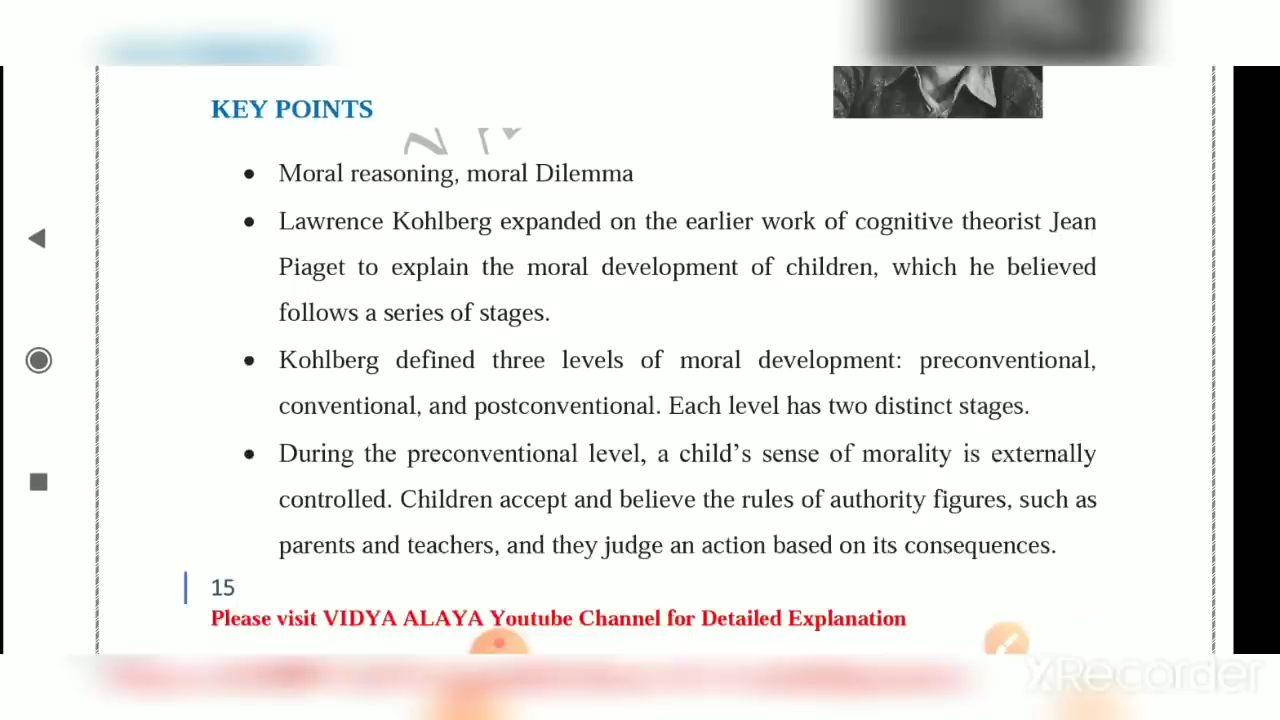 KEY POINTS
• Moral reasoning, moral Dilemma
• Lawrence Kohlberg expanded on the earlier work of cognitive theorist Jean
Piaget to explain the moral development of children, which he believed
follows a series of stages.
• Kohlberg defined three levels of moral development: preconventional,
conventional, and postconventional. Each level has two distinct stages.
• During the preconventional level, a child’s sense of morality is externally
controlled. Children accept and believe the rules of authority figures, such as
parents and teachers, and they judge an action based on its consequences.
15
Please visit VIDYA ALAYA Youtube Channel for Detailed Explanation
XRecorder